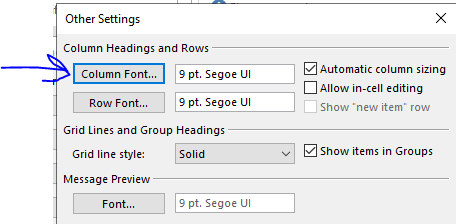 Other Settings
Column Headings and Rows
Column Font... 9 pt. Segoe UI Automatic column sizing
Allow in-cell editing
Row Font... 9 pt. Segoe UI Show "new item" row
Grid Lines and Group Headings
Grid line style: Solid Show items in Groups
Message Preview
Font... 9 pt. Segoe UI